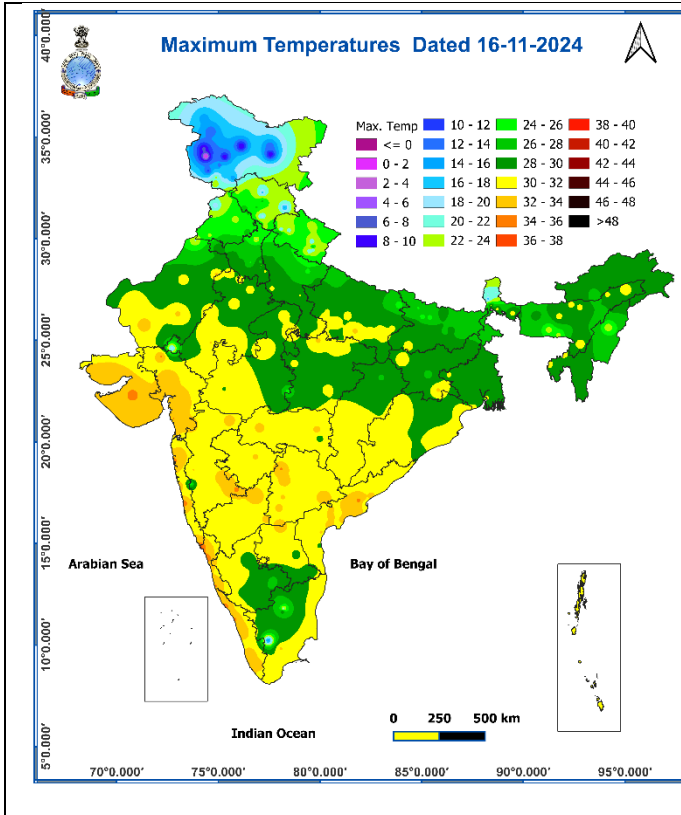 Maximum Temperatures Dated 16-11-2024
Max. Temp
<= 0
0 - 2
2 - 4
4 - 6
6 - 8
8 - 10
10 - 12
12 - 14
14 - 16
16 - 18
18 - 20
20 - 22
22 - 24
24 - 26
26 - 28
28 - 30
30 - 32
32 - 34
34 - 36
36 - 38
38 - 40
40 - 42
42 - 44
44 - 46
46 - 48
>48
40°0.000'
35°0.000'
30°0.000'
25°0.000'
20°0.000'
15°0.000'
10°0.000'
5°0.000'
Arabian Sea
Bay of Bengal
Indian Ocean
0 250 500 km
70°0.000' 75°0.000' 80°0.000' 85°0.000' 90°0.000' 95°0.000'